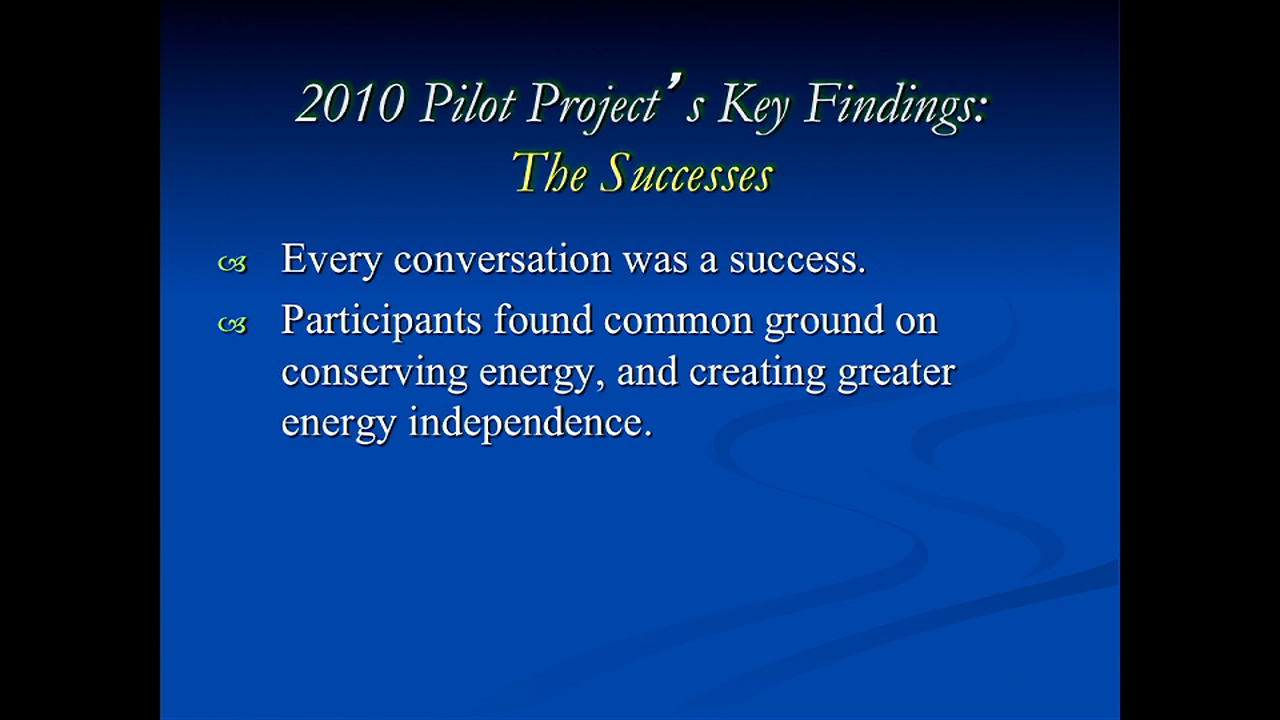 2010 Pilot Project’s Key Findings:
The Successes
Every conversation was a success.
Participants found common ground on
conserving energy, and creating greater
energy independence.